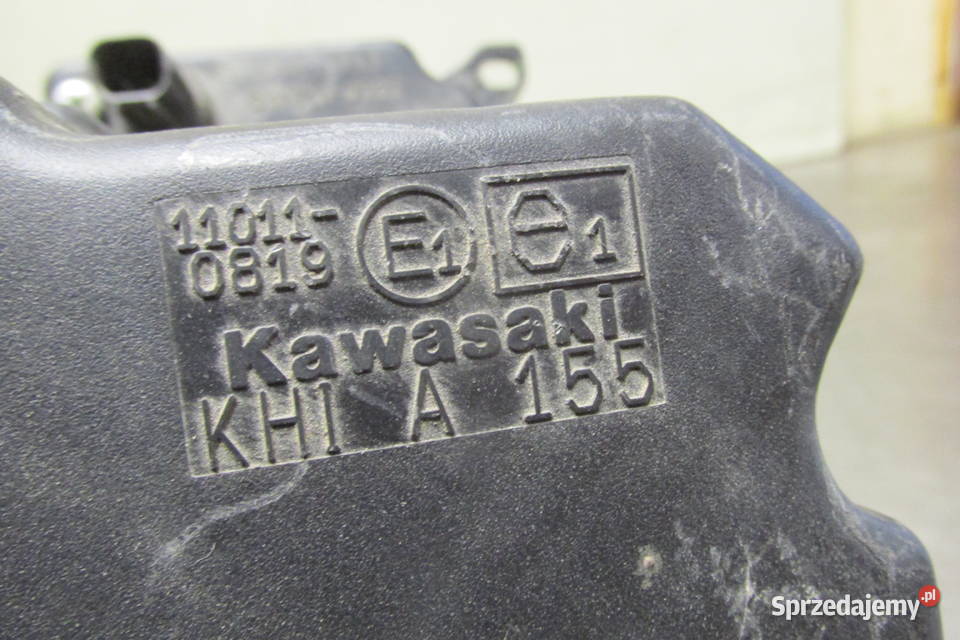 11011-
0819
E1
e1
Kawasaki
KHI A 155
Sprzedajemy.pl